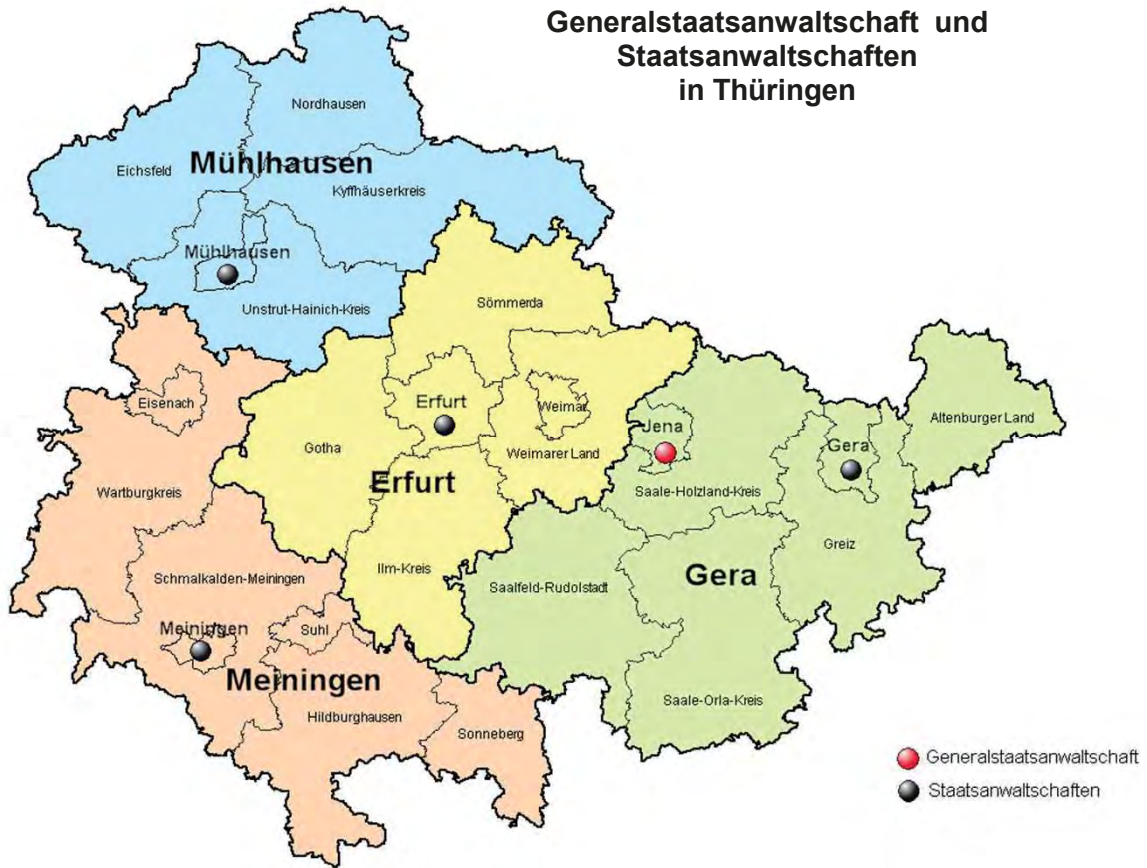 Generalstaatsanwaltschaft und
Staatsanwaltschaften
in Thüringen
Nordhausen
Eichsfeld
Mühlhausen
Kyffhäuserkreis
Mühlhausen
Unstrut-Hainich-Kreis
Sömmerda
Eisenach
Erfurt
Weimar
Altenburger Land
Jena
Gera
Gotha
Weimarer Land
Erfurt
Wartburgkreis
Saale-Holzland-Kreis
Greiz
Ilm-Kreis
Schmalkalden-Meiningen
Saalfeld-Rudolstadt
Gera
Meiningen
Suhl
Meiningen
Saale-Orla-Kreis
Hildburghausen
Sonneberg
Generalstaatsanwaltschaft
Staatsanwaltschaften